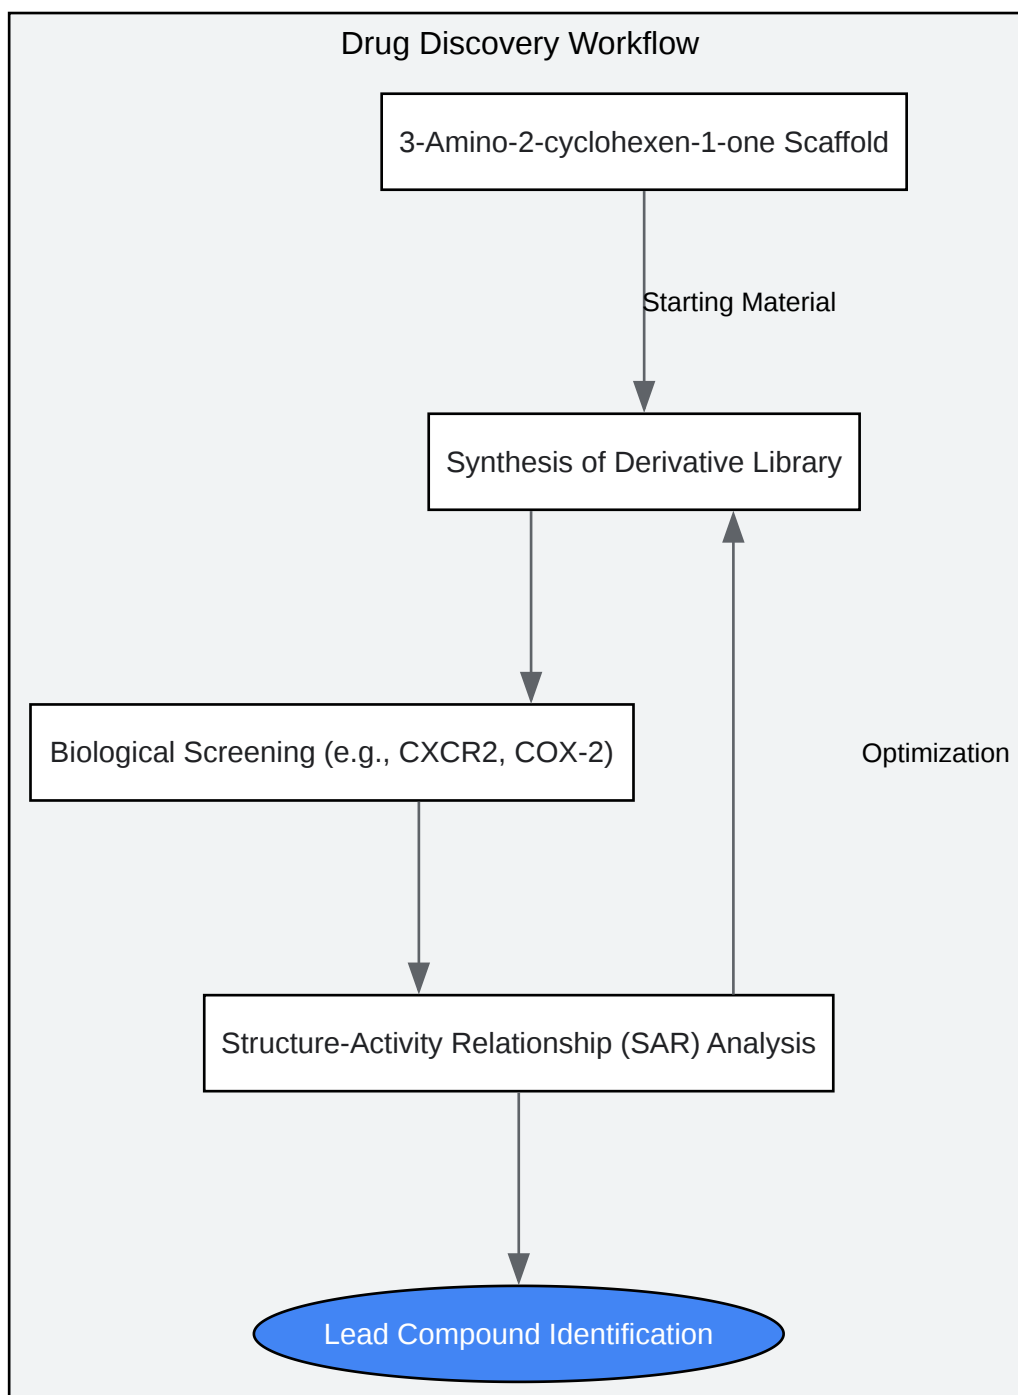 Drug Discovery Workflow
3-Amino-2-cyclohexen-1-one Scaffold
Starting Material
Synthesis of Derivative Library
Biological Screening (e.g., CXCR2, COX-2)
Optimization
Structure-Activity Relationship (SAR) Analysis
Lead Compound Identification